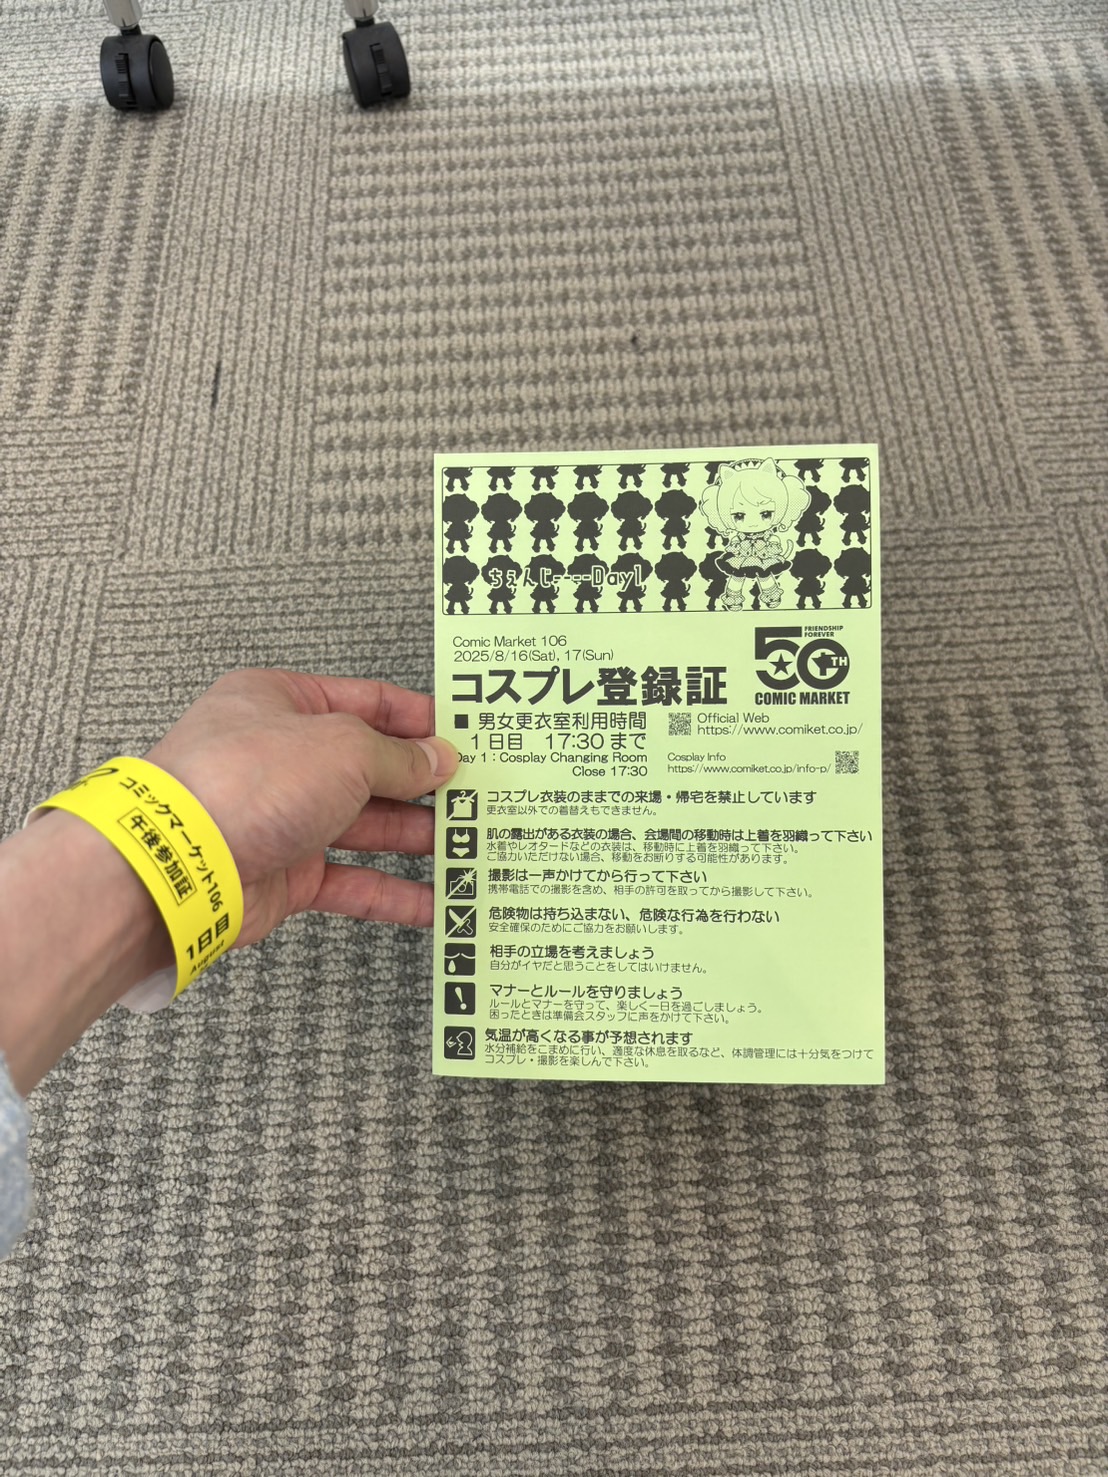 ちぇんじ----Day1
Comic Market 106
2025/8/16(Sat), 17(Sun)
コスプレ登録証
FRIENDSHIP
FOREVER
50TH
COMIC MARKET
■ 男女更衣室利用時間
1日目 17:30 まで
Day 1 : Cosplay Changing Room
Close 17:30
Official Web
https://www.comiket.co.jp/
Cosplay Info
https://www.comiket.co.jp/info-p/
コスプレ衣装のままでの来場・帰宅を禁止しています
更衣室以外での着替えもできません。
肌の露出がある衣装の場合、会場間の移動時は上着を羽織って下さい
水着やレオタードなどの衣装は、移動時に上着を羽織って下さい。
ご協力いただけない場合、移動をお断りする可能性があります。
撮影は一声かけてから行って下さい
携帯電話での撮影を含め、相手の許可を取ってから撮影して下さい。
危険物は持ち込まない、危険な行為を行わない
安全確保のためにご協力をお願いします。
相手の立場を考えましょう
自分がイヤだと思うことをしてはいけません。
マナーとルールを守りましょう
ルールとマナーを守って、楽しく一日を過ごしましょう。
困ったときは準備会スタッフに声をかけて下さい。
気温が高くなる事が予想されます
水分補給をこまめに行い、適度な休息を取るなど、体調管理には十分気をつけて
コスプレ・撮影を楽しんで下さい。
コミックマーケット106
午後参加証
1日目
August